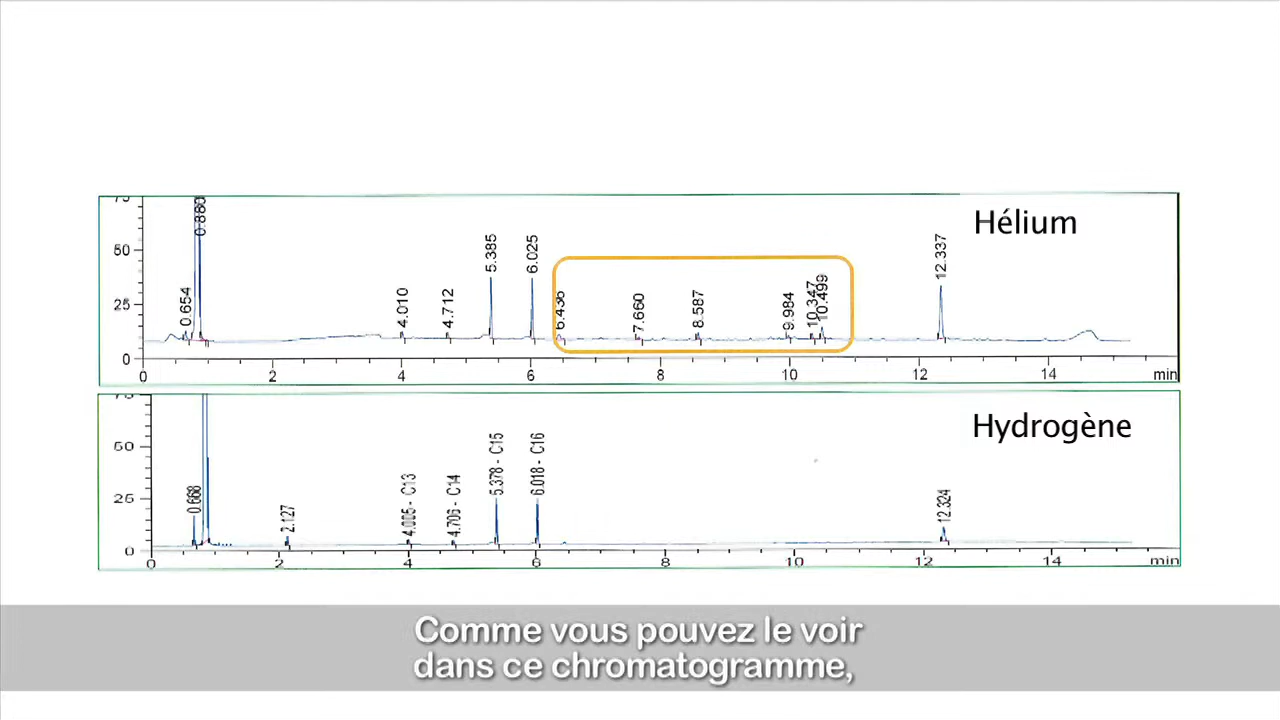 Hélium
75
50
25
0
0.654
0.880
4.010
4.712
5.385
6.025
6.436
7.660
8.587
9.984
10.347
10.499
12.337
0 2 4 6 8 10 12 14 min
Hydrogène
75
50
25
0
0.668
2.127
4.005 - C13
4.706 - C14
5.378 - C15
6.018 - C16
12.324
0 2 4 6 8 10 12 14 min
Comme vous pouvez le voir
dans ce chromatogramme,